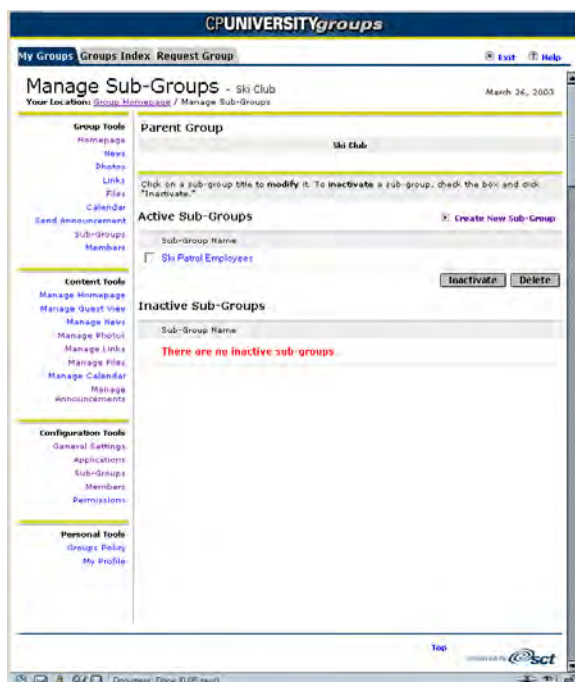 CPUNIVERSITYgroups
My Groups Groups Index Request Group
Exit Help
Manage Sub-Groups - Ski Club
March 26, 2003
Your Location: Group Homepage / Manage Sub-Groups
Group Tools
Homepage
News
Photos
Links
Files
Calendar
Send Announcement
Sub-Groups
Members
Content Tools
Manage Homepage
Manage Guest View
Manage News
Manage Photos
Manage Links
Manage Files
Manage Calendar
Manage
Announcements
Configuration Tools
General Settings
Applications
Sub-Groups
Members
Permissions
Personal Tools
Groups Policy
My Profile
Parent Group
Ski Club
Click on a sub-group title to modify it. To inactivate a sub-group, check the box and click
"Inactivate."
Active Sub-Groups
Create New Sub-Group
Sub-Group Name
Ski Patrol Employees
Inactivate Delete
Inactive Sub-Groups
Sub-Group Name
There are no inactive sub-groups
Top
sct
Document: Done